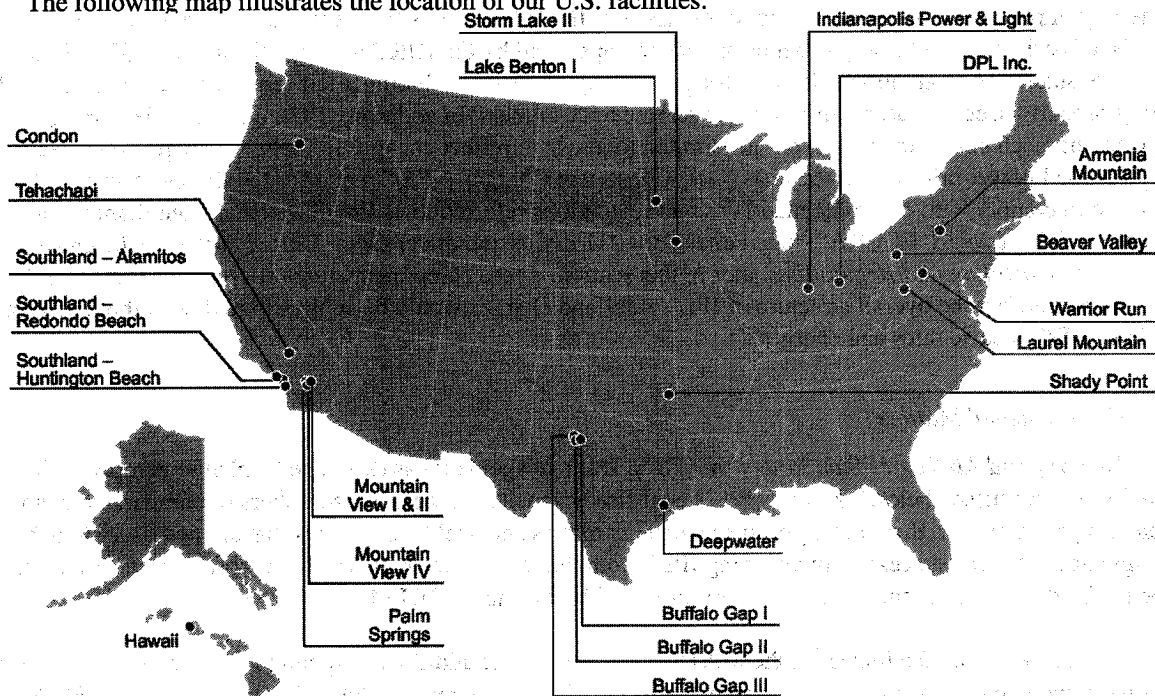 The following map illustrates the location of our U.S. facilities:
Storm Lake II
Indianapolis Power & Light
Lake Benton I
DPL Inc.
Condon
Armenia
Mountain
Tehachapi
Beaver Valley
Southland – Alamitos
Southland –
Redondo Beach
Warrior Run
Laurel Mountain
Southland –
Huntington Beach
Shady Point
Mountain
View I & II
Deepwater
Mountain
View IV
Palm
Springs
Buffalo Gap I
Hawaii
Buffalo Gap II
Buffalo Gap III